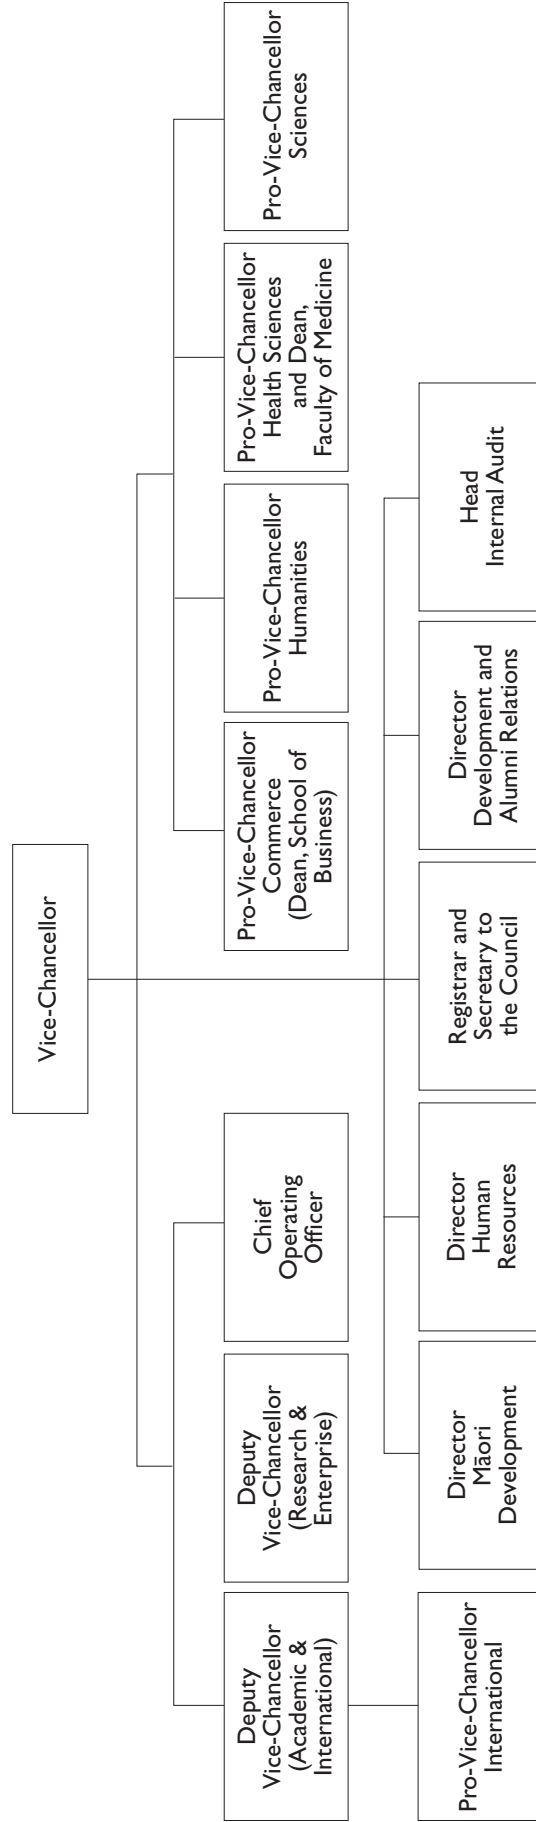 Vice-Chancellor
Deputy
Vice-Chancellor
(Academic &
International)
Deputy
Vice-Chancellor
(Research &
Enterprise)
Chief
Operating
Officer
Pro-Vice-Chancellor
Commerce
(Dean, School of
Business)
Pro-Vice-Chancellor
Humanities
Pro-Vice-Chancellor
Health Sciences
and Dean,
Faculty of Medicine
Pro-Vice-Chancellor
Sciences
Pro-Vice-Chancellor
International
Director
Māori
Development
Director
Human
Resources
Registrar and
Secretary to
the Council
Director
Development and
Alumni Relations
Head
Internal Audit